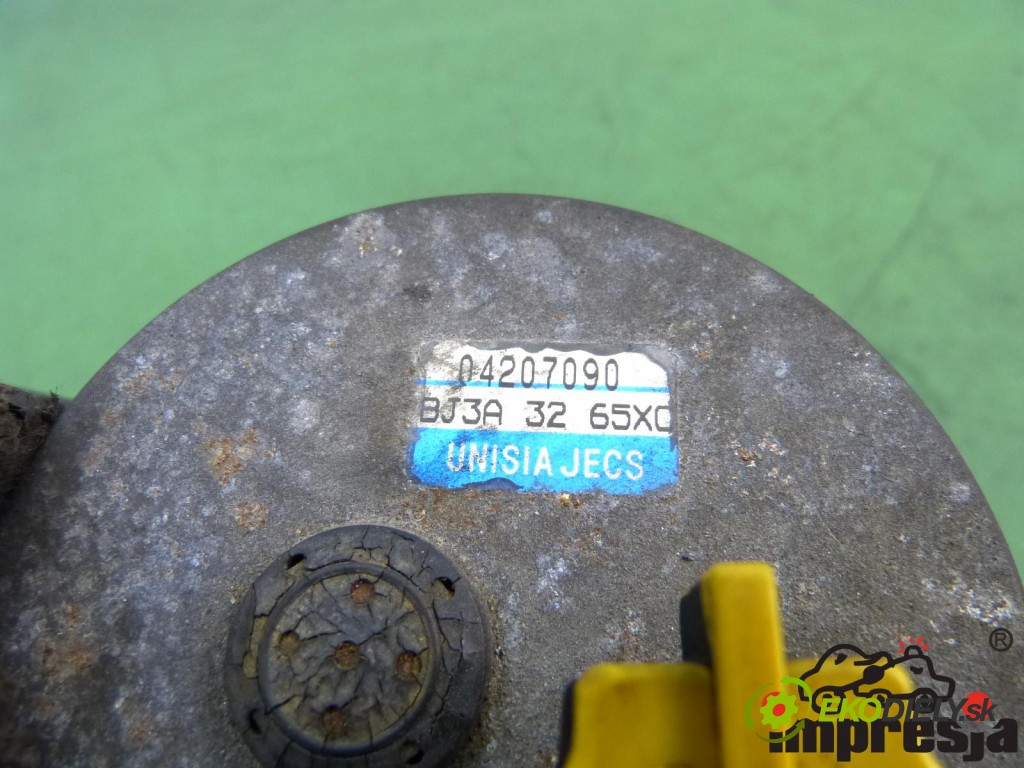 04207090
BJ3A 32 65XC
UNISIA JECS
®
EKODIELY.sk
impresja